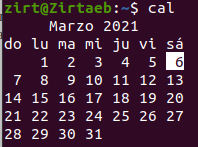 zirt@Zirtaeb:~$ cal
     Marzo 2021
do lu ma mi ju vi sá
    1  2  3  4  5  6
 7  8  9 10 11 12 13
14 15 16 17 18 19 20
21 22 23 24 25 26 27
28 29 30 31